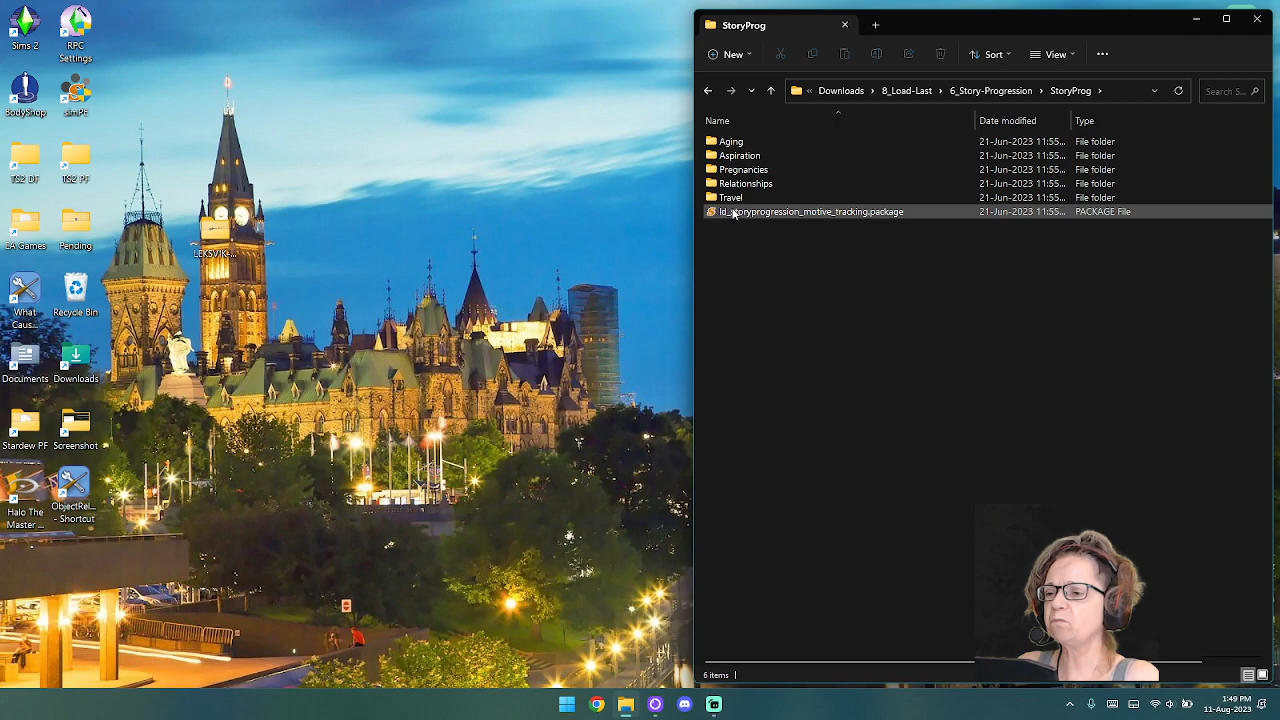 Sims 2
RPC
Settings
BodyShop
simPE
TS2 DF
TS2 PF
EA Games
Pending
LEKSVIK-...
What
Caus...
Recycle Bin
Documents
Downloads
Stardew PF
Screenshot
Halo The
Master ...
ObjectRel...
- Shortcut
StoryProg
New
Sort
View
« Downloads > 8_Load-Last > 6_Story-Progression > StoryProg >
Search S...
Name Date modified Type
Aging 21-Jun-2023 11:55... File folder
Aspiration 21-Jun-2023 11:55... File folder
Pregnancies 21-Jun-2023 11:55... File folder
Relationships 21-Jun-2023 11:55... File folder
Travel 21-Jun-2023 11:55... File folder
ld_storyprogression_motive_tracking.package 21-Jun-2023 11:55... PACKAGE File
6 items
1:49 PM
11-Aug-2023